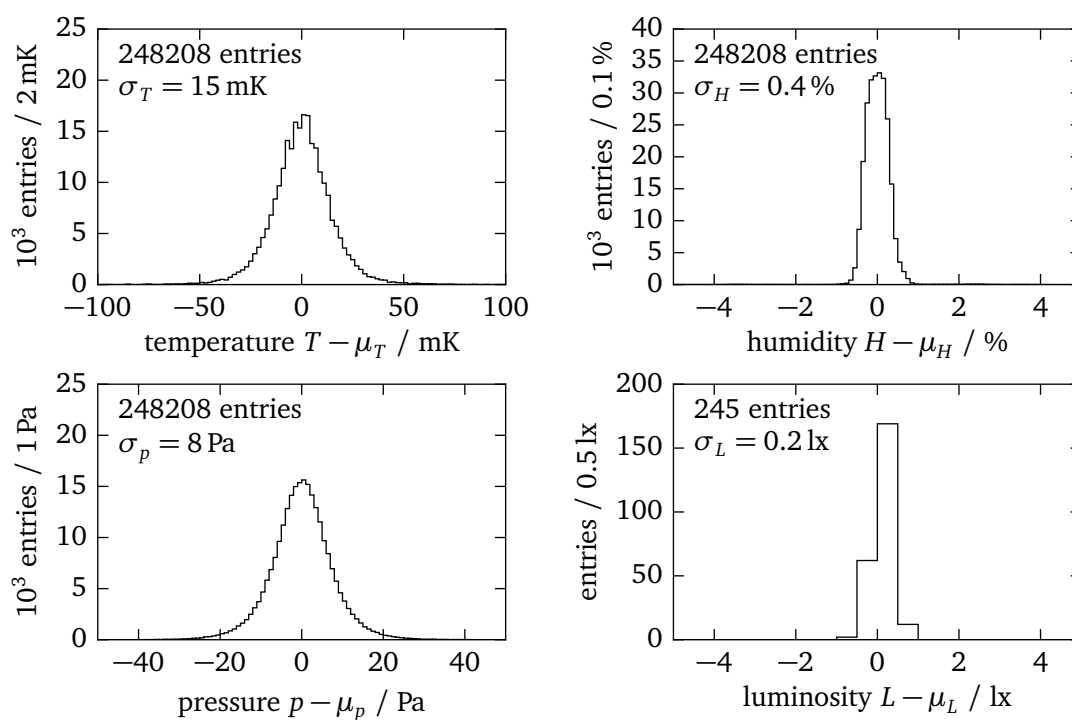 25
20
15
10
5
0
10³ entries / 2 mK
248208 entries
σ_T = 15 mK
−100 −50 0 50 100
temperature T − μ_T / mK
40
35
30
25
20
15
10
5
0
10³ entries / 0.1 %
248208 entries
σ_H = 0.4 %
−4 −2 0 2 4
humidity H − μ_H / %
25
20
15
10
5
0
10³ entries / 1 Pa
248208 entries
σ_p = 8 Pa
−40 −20 0 20 40
pressure p − μ_p / Pa
200
150
100
50
0
entries / 0.5 lx
245 entries
σ_L = 0.2 lx
−4 −2 0 2 4
luminosity L − μ_L / lx